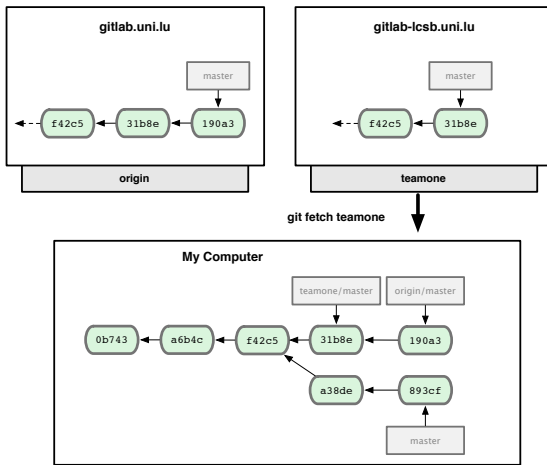 gitlab.uni.lu
master
f42c5
31b8e
190a3
origin
gitlab-lcsb.uni.lu
master
f42c5
31b8e
teamone
git fetch teamone
My Computer
teamone/master
origin/master
0b743
a6b4c
f42c5
31b8e
190a3
a38de
893cf
master